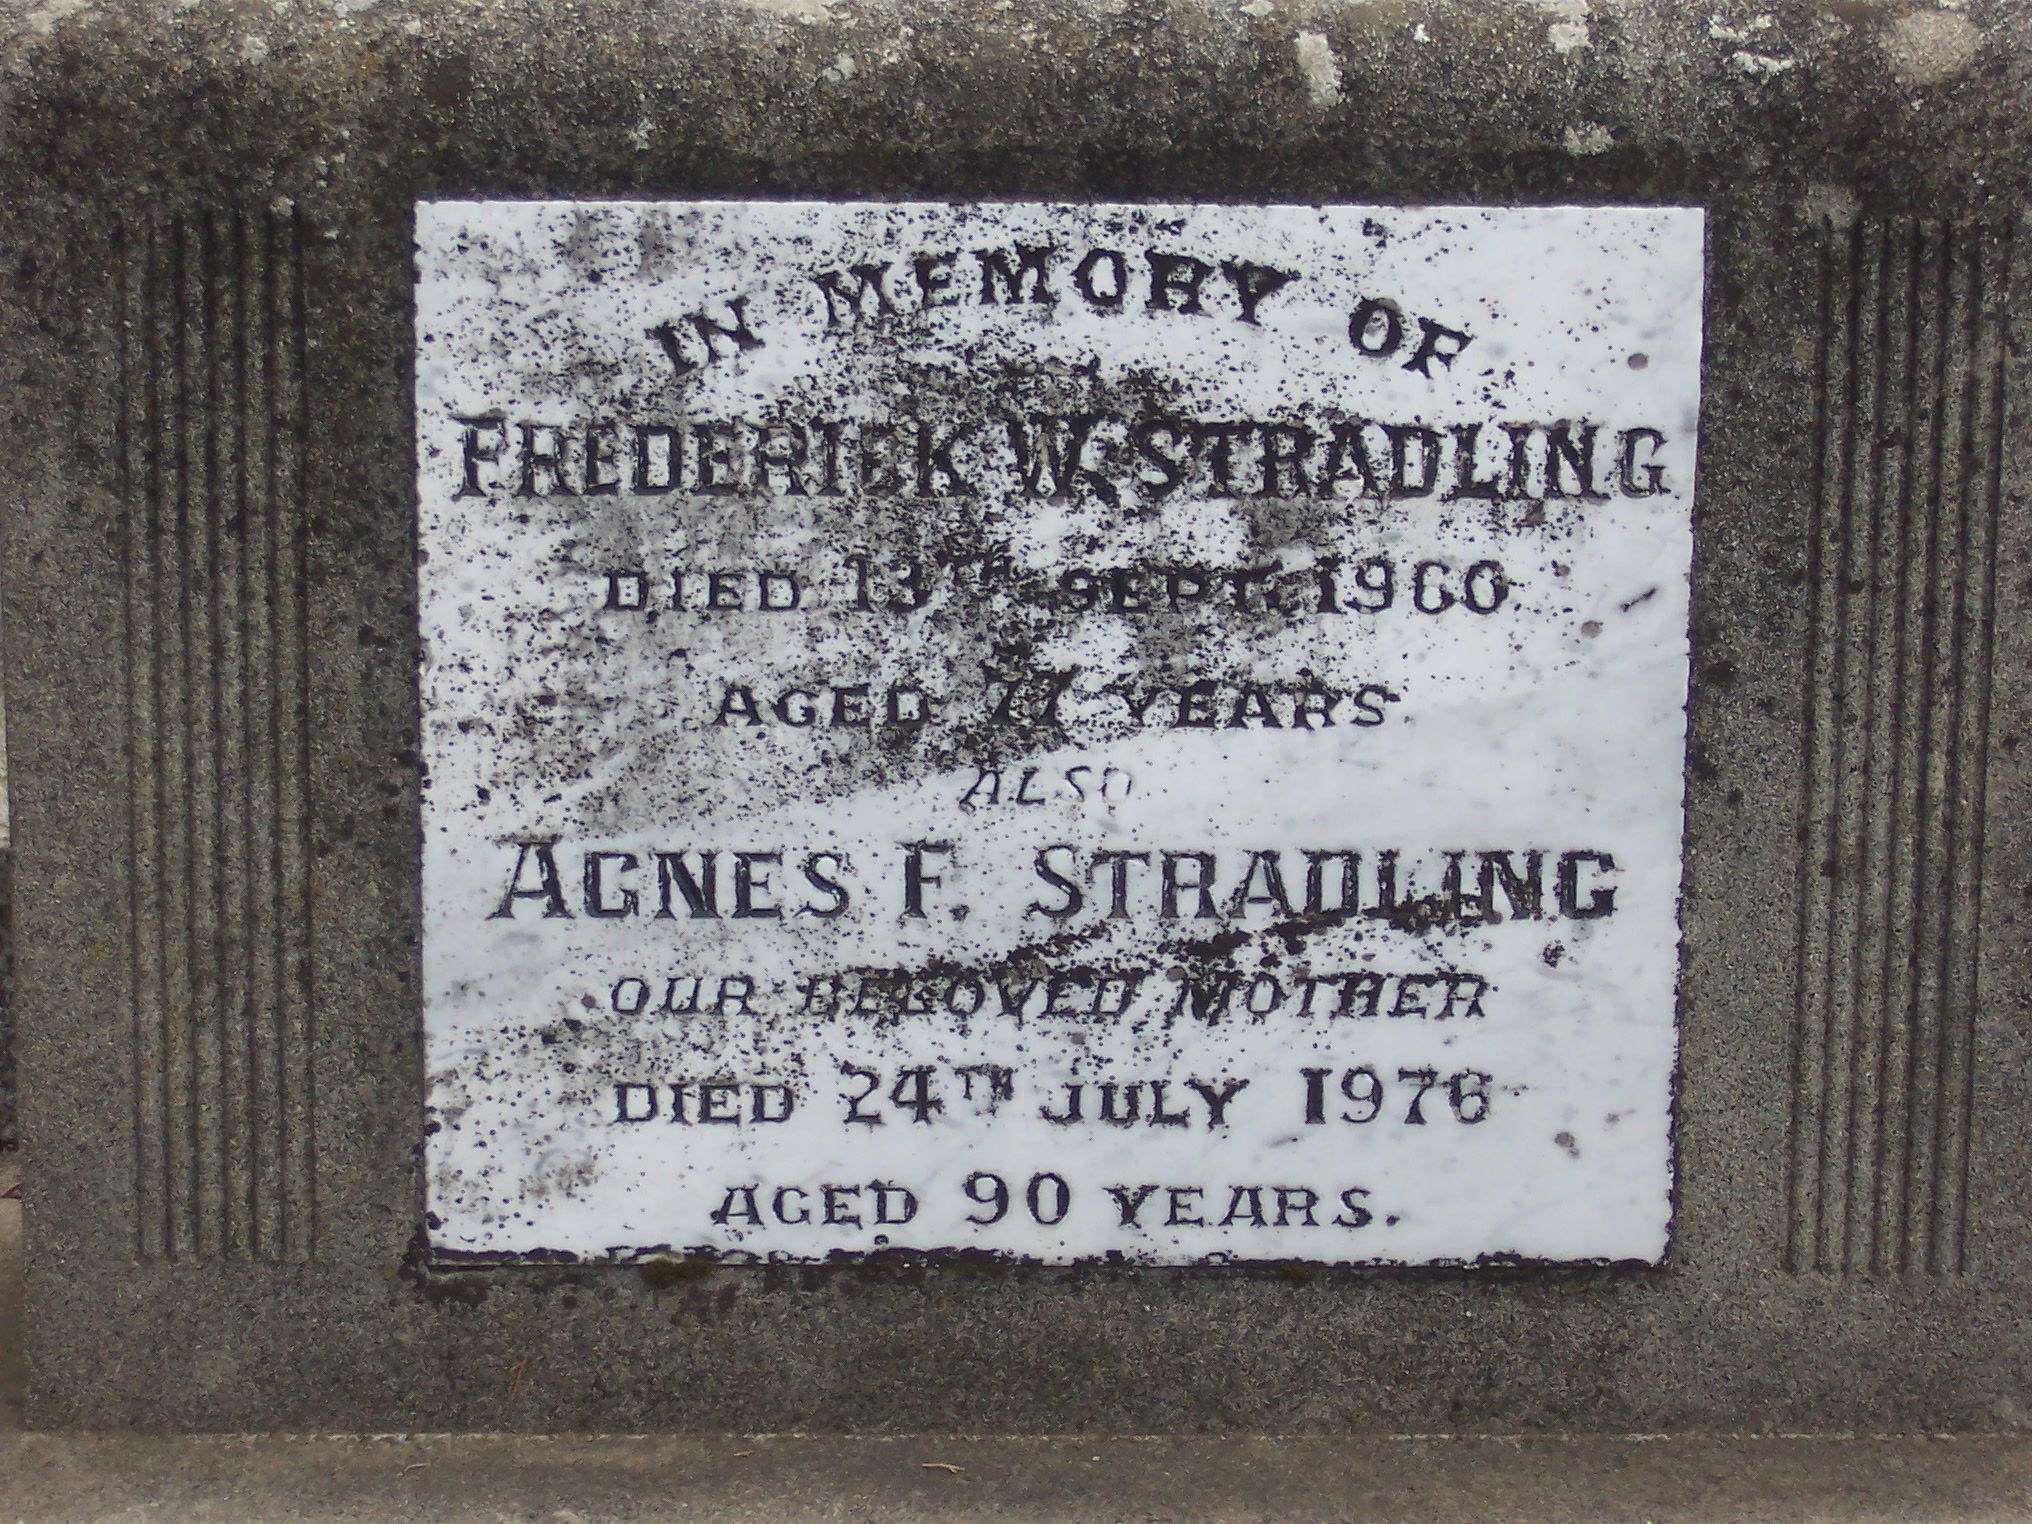 IN MEMORY OF
FREDERICK W. STRADLING
DIED 13TH SEPT. 1960
AGED 77 YEARS.
ALSO
AGNES F. STRADLING
OUR BELOVED MOTHER
DIED 24TH JULY 1976
AGED 90 YEARS.